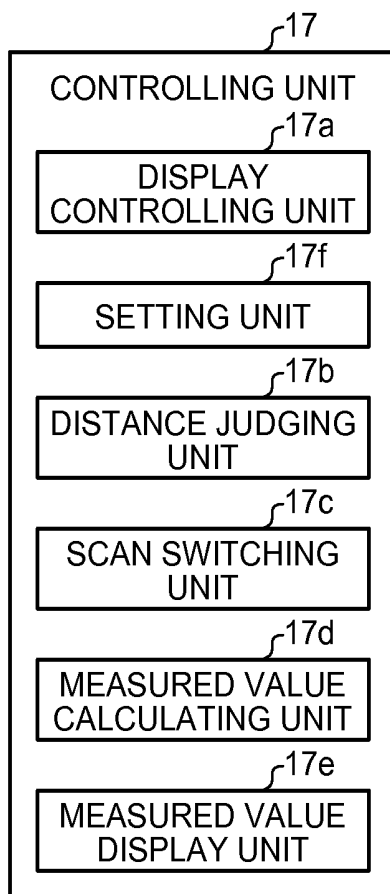 17
CONTROLLING UNIT
17a
DISPLAY
CONTROLLING UNIT
17f
SETTING UNIT
17b
DISTANCE JUDGING
UNIT
17c
SCAN SWITCHING
UNIT
17d
MEASURED VALUE
CALCULATING UNIT
17e
MEASURED VALUE
DISPLAY UNIT